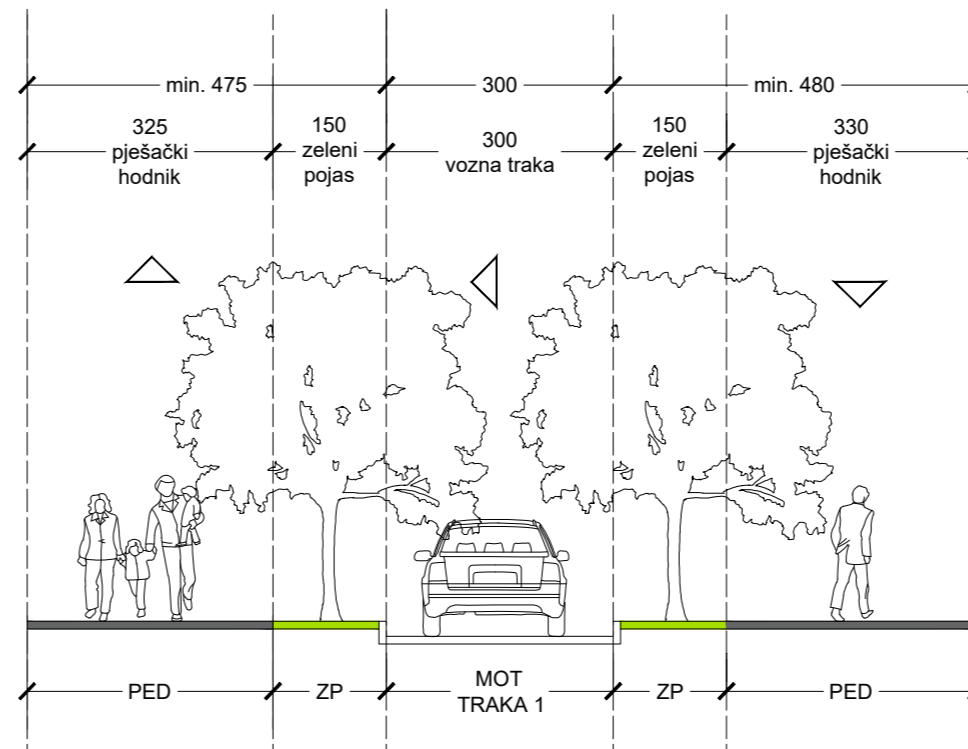 min. 475
300
min. 480
325
pješački
hodnik
150
zeleni
pojas
300
vozna traka
150
zeleni
pojas
330
pješački
hodnik
PED
ZP
MOT
TRAKA 1
ZP
PED